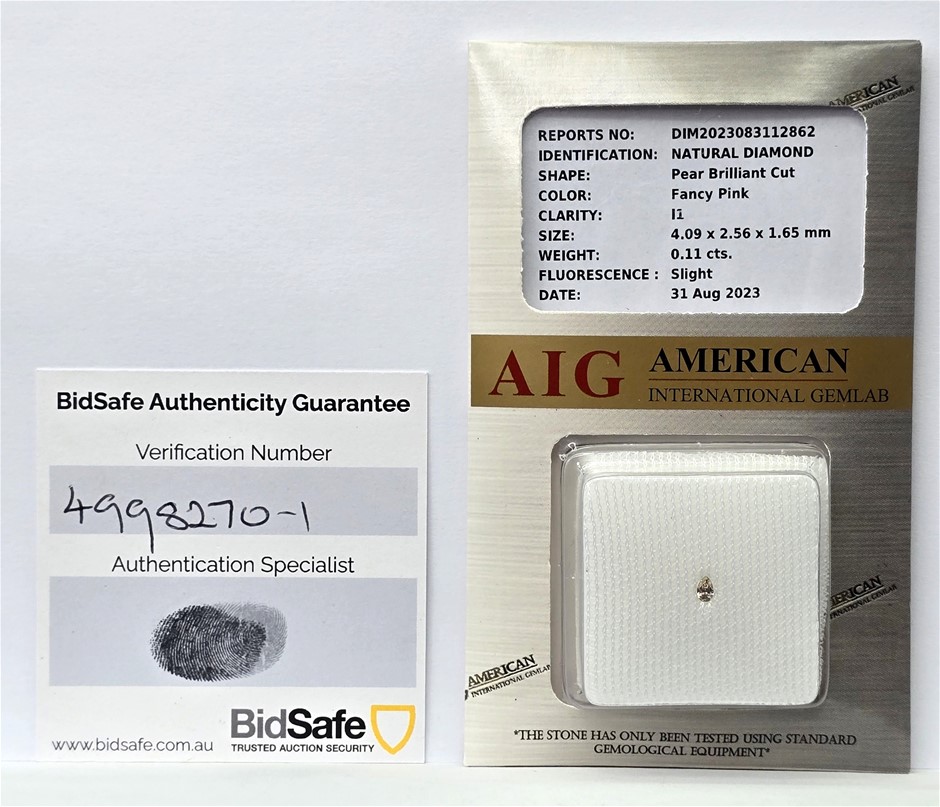 BidSafe Authenticity Guarantee
Verification Number
4998270-1
Authentication Specialist
BidSafe
TRUSTED AUCTION SECURITY
www.bidsafe.com.au
AMERICAN
REPORTS NO: DIM2023083112862
IDENTIFICATION: NATURAL DIAMOND
SHAPE: Pear Brilliant Cut
COLOR: Fancy Pink
CLARITY: I1
SIZE: 4.09 x 2.56 x 1.65 mm
WEIGHT: 0.11 cts.
FLUORESCENCE : Slight
DATE: 31 Aug 2023
AIG AMERICAN
INTERNATIONAL GEMLAB
AMERICAN
INTERNATIONAL GEMLAB
*THE STONE HAS ONLY BEEN TESTED USING STANDARD
GEMOLOGICAL EQUIPMENT*